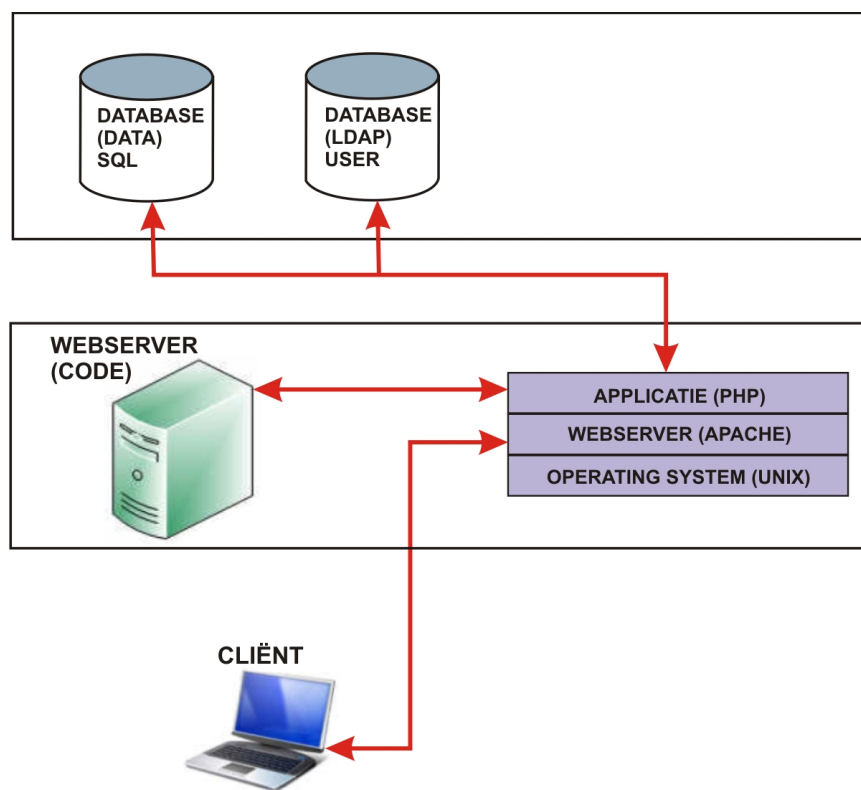 DATABASE
(DATA)
SQL
DATABASE
(LDAP)
USER
WEBSERVER
(CODE)
APPLICATIE (PHP)
WEBSERVER (APACHE)
OPERATING SYSTEM (UNIX)
CLIËNT